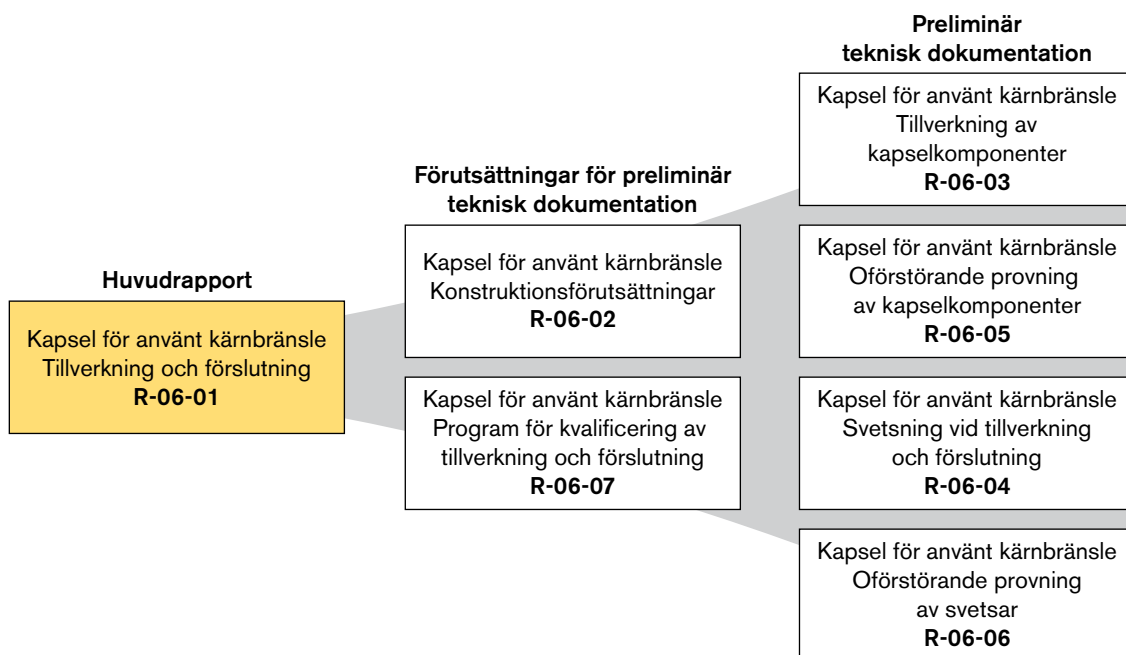 Huvudrapport
Kapsel för använt kärnbränsle
Tillverkning och förslutning
R-06-01
Förutsättningar för preliminär
teknisk dokumentation
Kapsel för använt kärnbränsle
Konstruktionsförutsättningar
R-06-02
Kapsel för använt kärnbränsle
Program för kvalificering av
tillverkning och förslutning
R-06-07
Preliminär
teknisk dokumentation
Kapsel för använt kärnbränsle
Tillverkning av
kapselkomponenter
R-06-03
Kapsel för använt kärnbränsle
Oförstörande provning
av kapselkomponenter
R-06-05
Kapsel för använt kärnbränsle
Svetsning vid tillverkning
och förslutning
R-06-04
Kapsel för använt kärnbränsle
Oförstörande provning
av svetsar
R-06-06